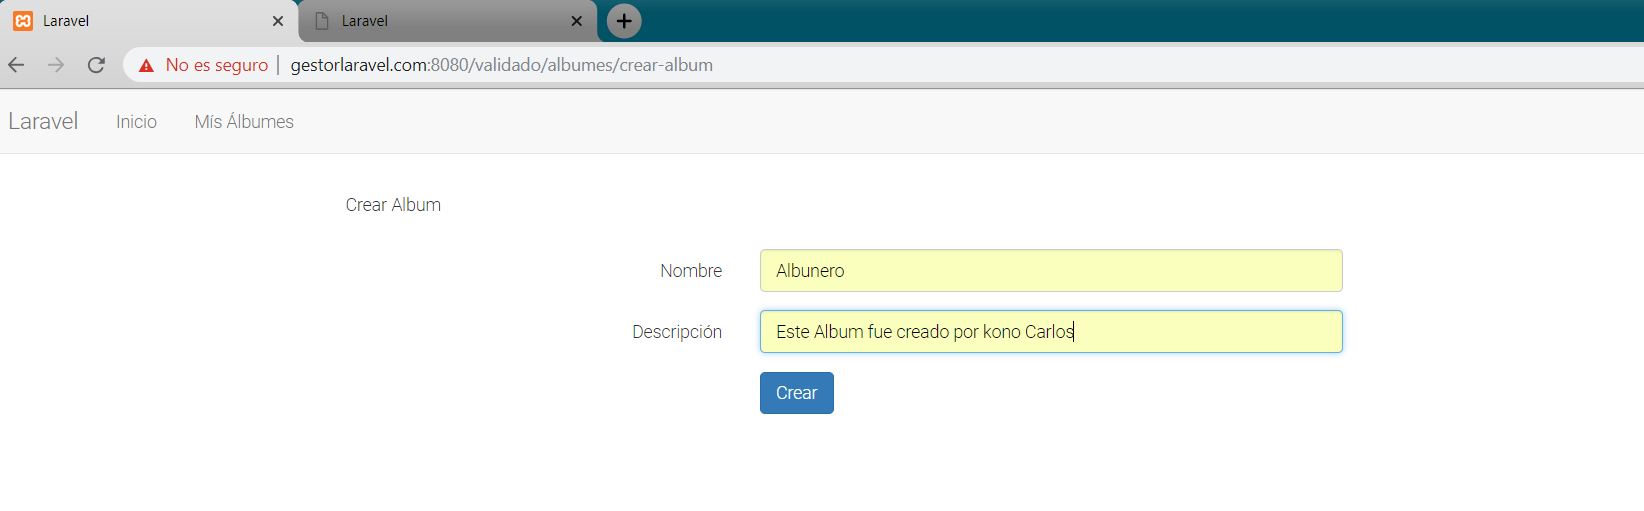 Laravel
Laravel
No es seguro | gestorlaravel.com:8080/validado/albumes/crear-album
Laravel Inicio Mís Álbumes
Crear Album
Nombre Albunero
Descripción Este Album fue creado por kono Carlos
Crear